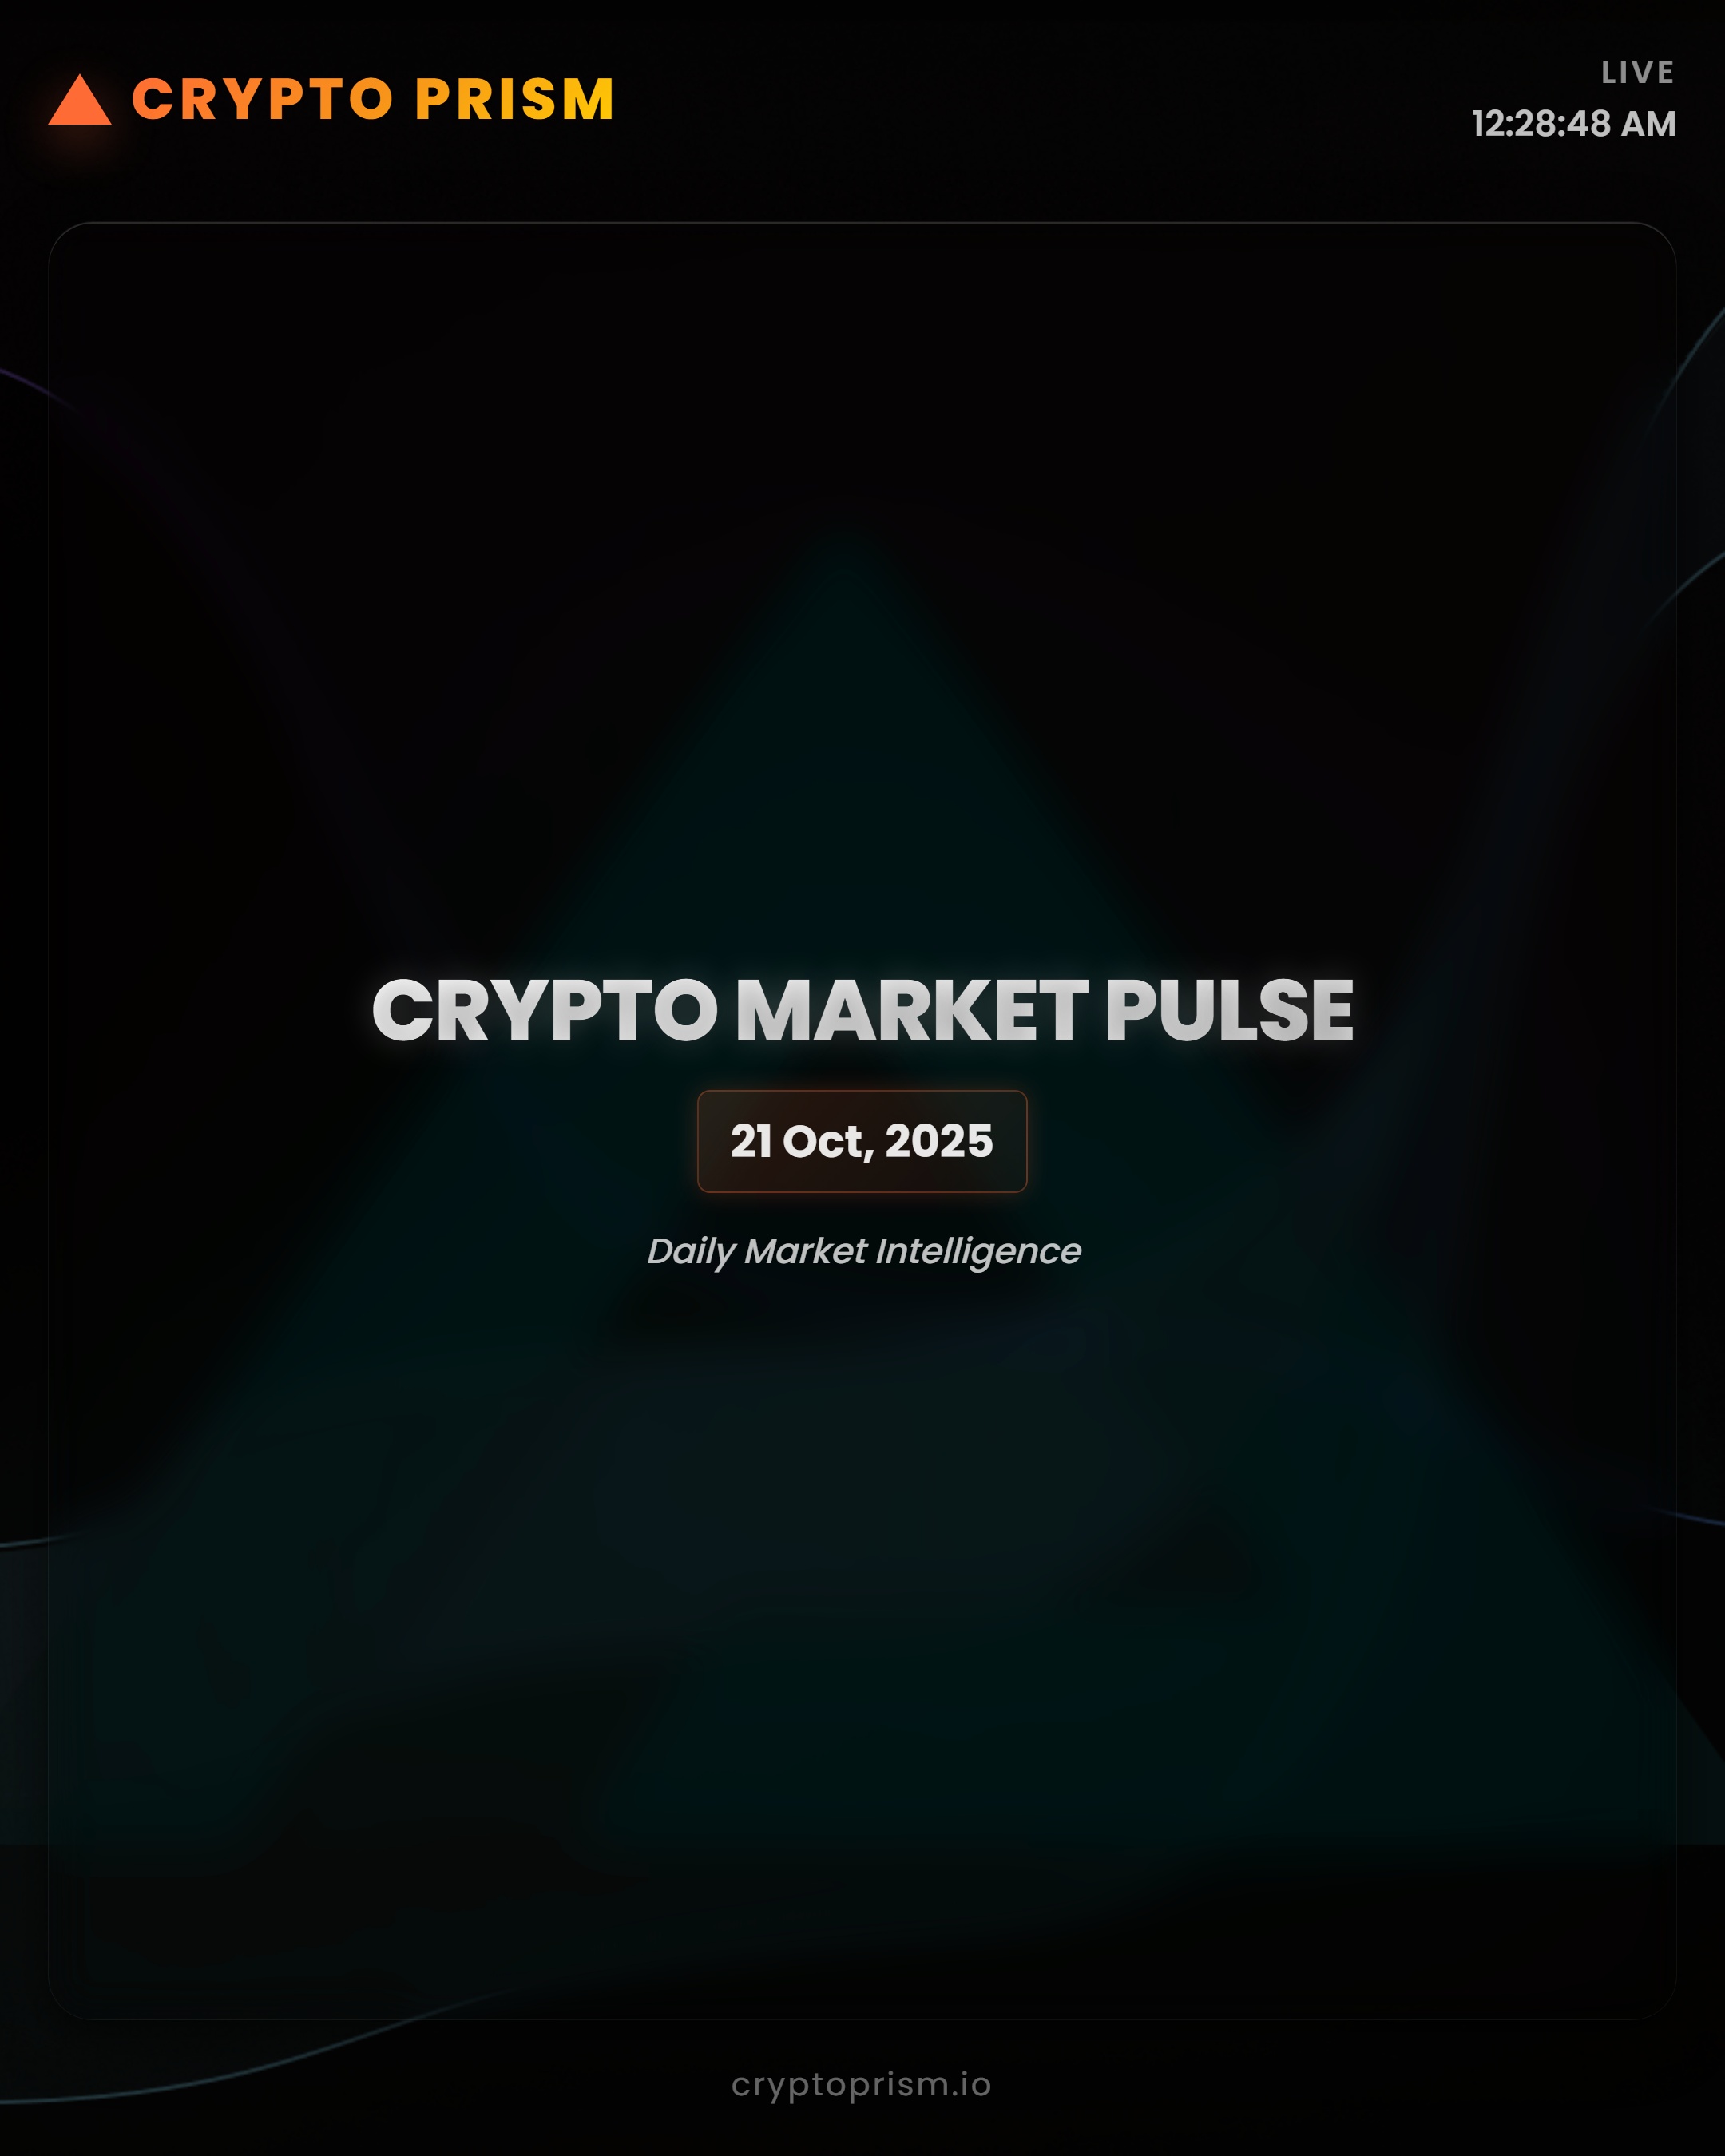 CRYPTO PRISM
LIVE
12:28:48 AM
CRYPTO MARKET PULSE
21 Oct, 2025
Daily Market Intelligence
cryptoprism.io